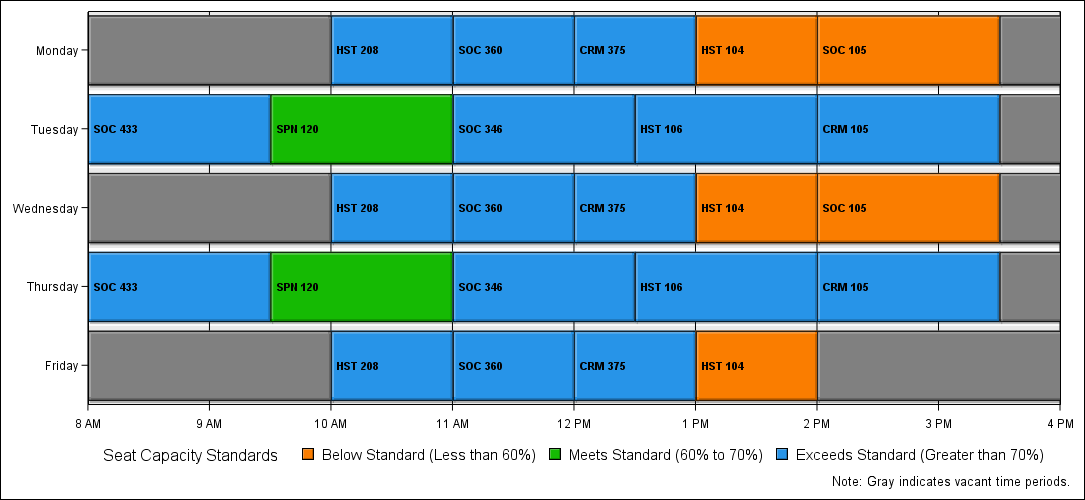 Monday HST 208 SOC 360 CRM 375 HST 104 SOC 105
Tuesday SOC 433 SPN 120 SOC 346 HST 106 CRM 105
Wednesday HST 208 SOC 360 CRM 375 HST 104 SOC 105
Thursday SOC 433 SPN 120 SOC 346 HST 106 CRM 105
Friday HST 208 SOC 360 CRM 375 HST 104
8 AM 9 AM 10 AM 11 AM 12 PM 1 PM 2 PM 3 PM 4 PM
Seat Capacity Standards Below Standard (Less than 60%) Meets Standard (60% to 70%) Exceeds Standard (Greater than 70%)
Note: Gray indicates vacant time periods.